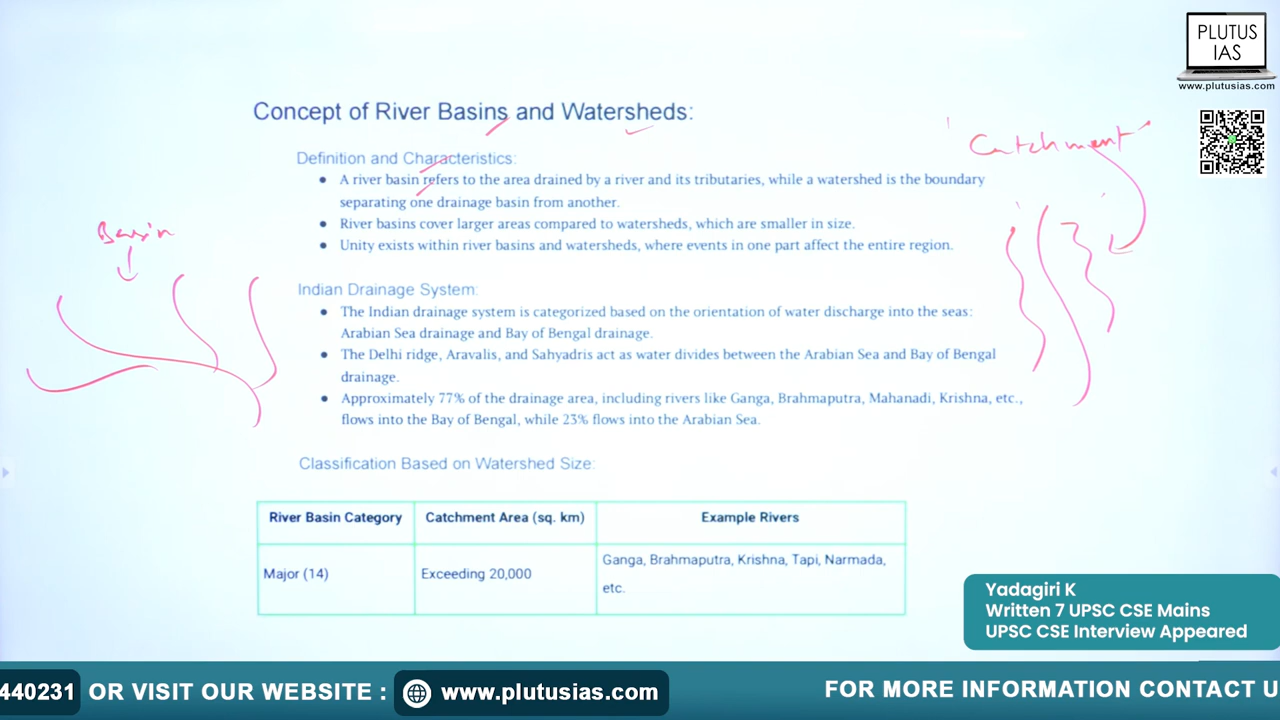 PLUTUS
IAS
www.plutusias.com
Concept of River Basins and Watersheds:
Catchment
Definition and Characteristics:
• A river basin refers to the area drained by a river and its tributaries, while a watershed is the boundary
separating one drainage basin from another.
• River basins cover larger areas compared to watersheds, which are smaller in size.
• Unity exists within river basins and watersheds, where events in one part affect the entire region.
Basin
Indian Drainage System:
• The Indian drainage system is categorized based on the orientation of water discharge into the seas:
Arabian Sea drainage and Bay of Bengal drainage.
• The Delhi ridge, Aravalis, and Sahyadris act as water divides between the Arabian Sea and Bay of Bengal
drainage.
• Approximately 77% of the drainage area, including rivers like Ganga, Brahmaputra, Mahanadi, Krishna, etc.,
flows into the Bay of Bengal, while 23% flows into the Arabian Sea.
Classification Based on Watershed Size:
River Basin Category Catchment Area (sq. km) Example Rivers
Major (14) Exceeding 20,000 Ganga, Brahmaputra, Krishna, Tapi, Narmada,
etc.
Yadagiri K
Written 7 UPSC CSE Mains
UPSC CSE Interview Appeared
440231 OR VISIT OUR WEBSITE : www.plutusias.com FOR MORE INFORMATION CONTACT U